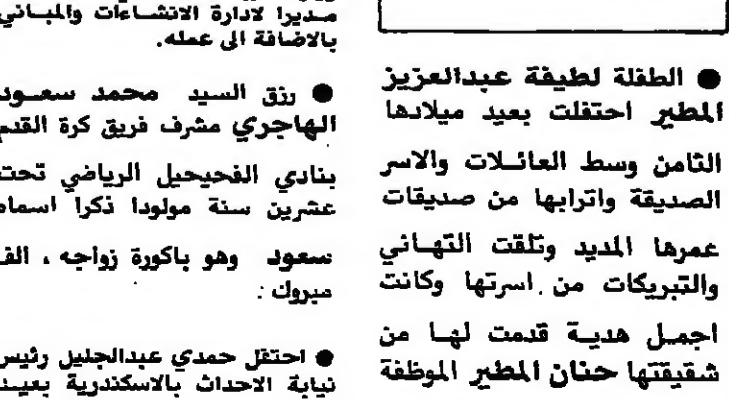 ● الطفلة لطيفة عبدالعزيز
المطير احتفلت بعيد ميلادها
الثامن وسط العائلات والاسر
الصديقة واترابها من صديقات
عمرها المديد وتلقت التهاني
والتبريكات من اسرتها وكانت
اجمل هدية قدمت لها من
شقيقتها حنان المطير الموظفة
مديرا لادارة الانشاءات والمباني
بالاضافة الى عمله.
● رزق السيد محمد سعود
الهاجري مشرف فريق كرة القدم
بنادي الفحيحيل الرياضي تحت
عشرين سنة مولودا ذكرا اسماه
سعود وهو باكورة زواجه ، الف
مبروك .
● احتفل حمدي عبدالجليل رئيس
نيابة الاحداث بالاسكندرية بعيد